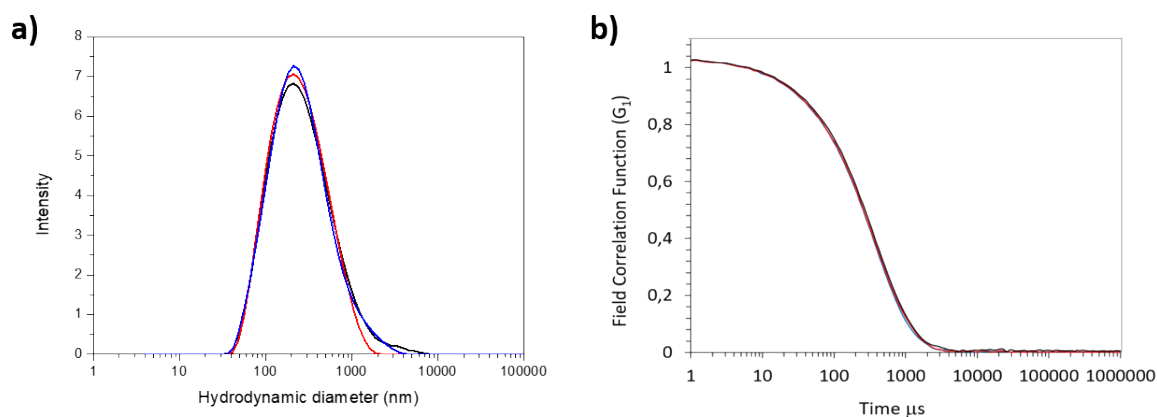 a)
8
7
6
5
4
3
2
1
0
Intensity
1 10 100 1000 10000 100000
Hydrodynamic diameter (nm)
b)
1
0,8
0,6
0,4
0,2
0
Field Correlation Function (G₁)
1 10 100 1000 10000 100000 1000000
Time μs